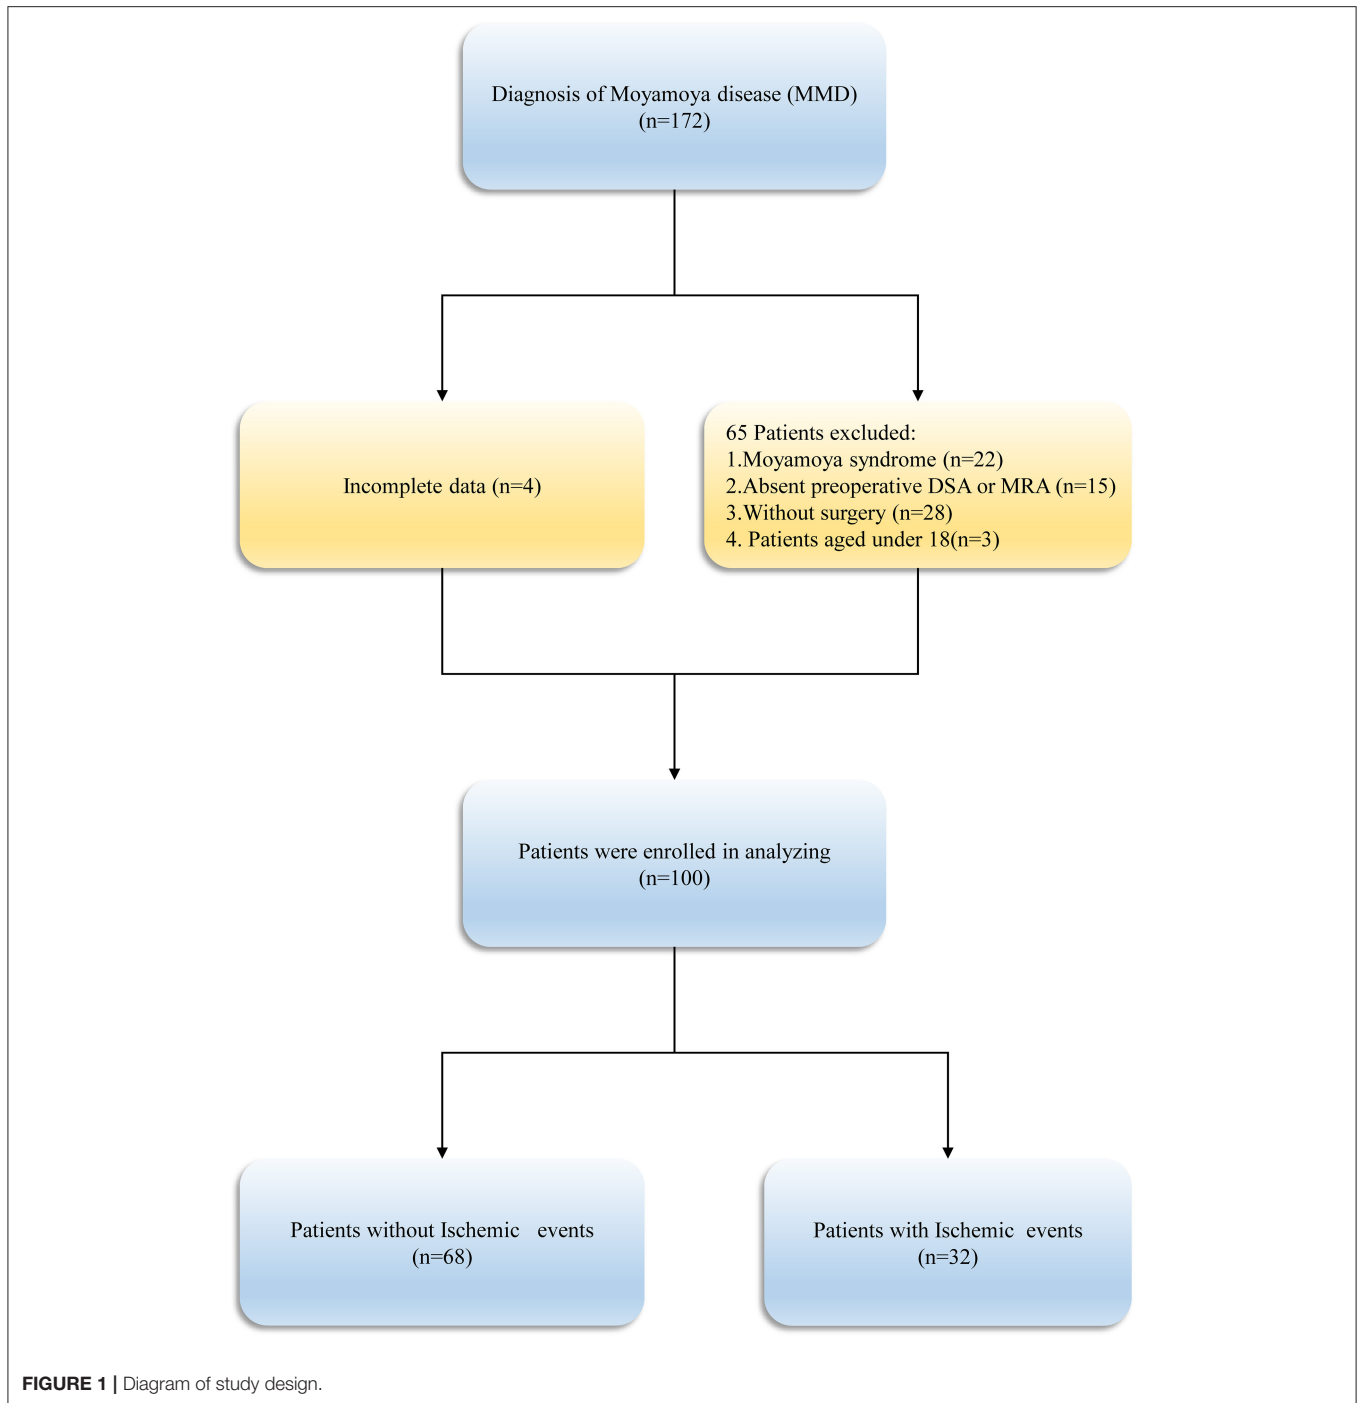 Diagnosis of Moyamoya disease (MMD)
(n=172)
Incomplete data (n=4)
65 Patients excluded:
1.Moyamoya syndrome (n=22)
2.Absent preoperative DSA or MRA (n=15)
3.Without surgery (n=28)
4. Patients aged under 18(n=3)
Patients were enrolled in analyzing
(n=100)
Patients without Ischemic events
(n=68)
Patients with Ischemic events
(n=32)
FIGURE 1 | Diagram of study design.